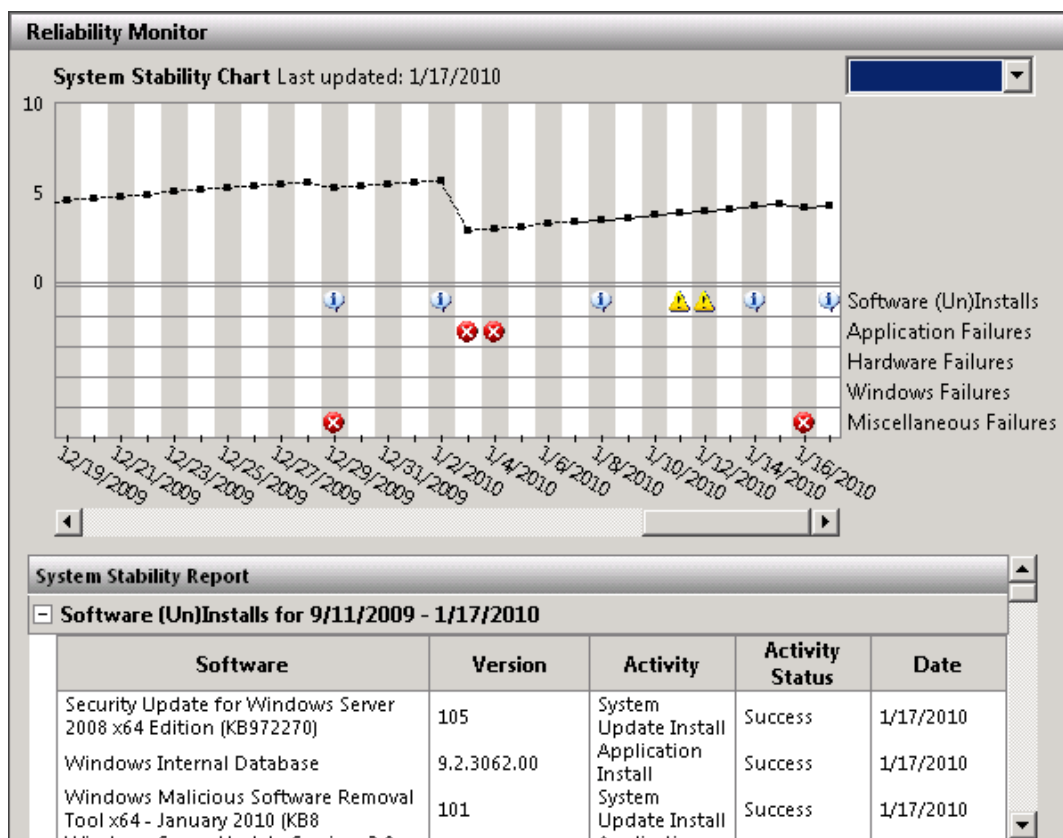 Reliability Monitor
System Stability Chart Last updated: 1/17/2010
10
5
0
Software (Un)Installs
Application Failures
Hardware Failures
Windows Failures
Miscellaneous Failures
12/19/2009
12/21/2009
12/23/2009
12/25/2009
12/27/2009
12/29/2009
12/31/2009
1/2/2010
1/4/2010
1/6/2010
1/8/2010
1/10/2010
1/12/2010
1/14/2010
1/16/2010
System Stability Report
Software (Un)Installs for 9/11/2009 - 1/17/2010
Software Version Activity Activity Status Date
Security Update for Windows Server
2008 x64 Edition (KB972270)
105
System
Update Install
Success
1/17/2010
Windows Internal Database
9.2.3062.00
Application
Install
Success
1/17/2010
Windows Malicious Software Removal
Tool x64 - January 2010 (KB8
101
System
Update Install
Success
1/17/2010